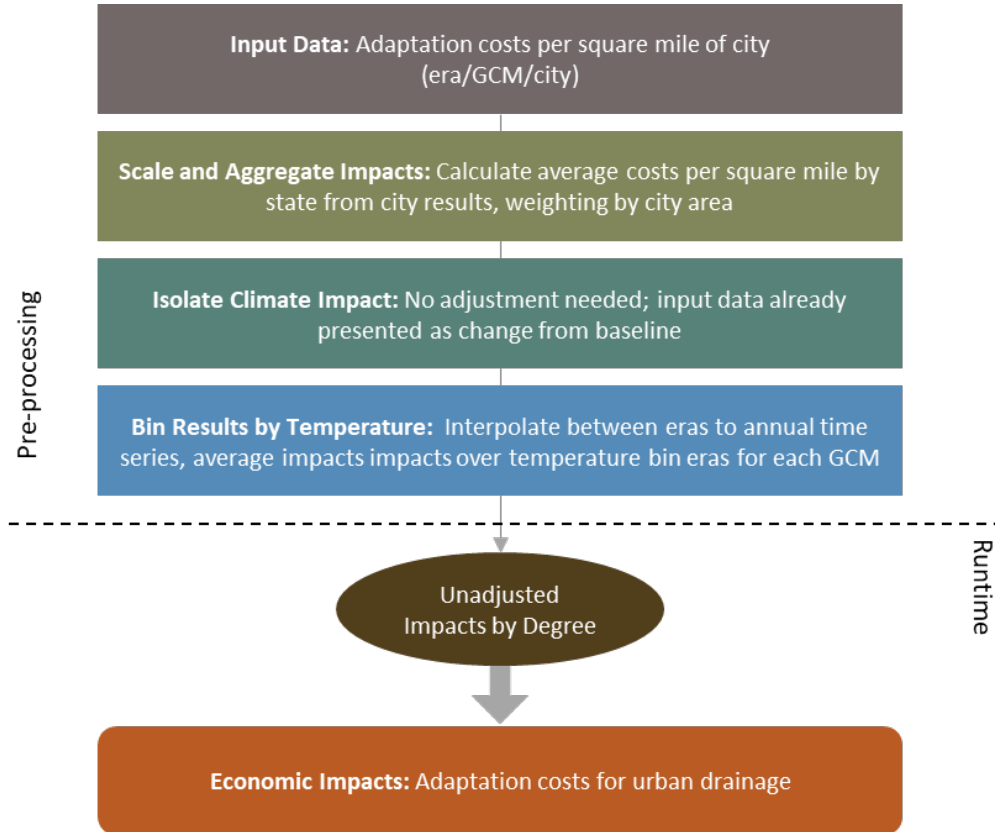 Input Data: Adaptation costs per square mile of city
(era/GCM/city)
Scale and Aggregate Impacts: Calculate average costs per square mile by
state from city results, weighting by city area
Isolate Climate Impact: No adjustment needed; input data already
presented as change from baseline
Bin Results by Temperature: Interpolate between eras to annual time
series, average impacts impacts over temperature bin eras for each GCM
Pre-processing
Runtime
Unadjusted
Impacts by Degree
Economic Impacts: Adaptation costs for urban drainage